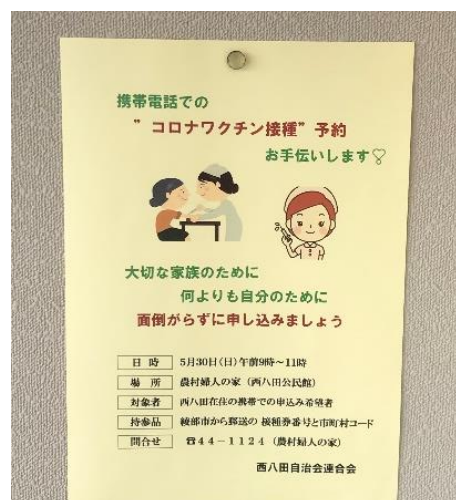 携帯電話での
”コロナワクチン接種”予約
お手伝いします♡
大切な家族のために
何よりも自分のために
面倒がらずに申し込みましょう
日時 5月30日(日)午前9時～11時
場所 農村婦人の家（西八田公民館）
対象者 西八田在住の携帯での申込み希望者
持参品 綾部市から郵送の 接種券番号と市町村コード
問合せ ☎44－1124（農村婦人の家）
西八田自治会連合会